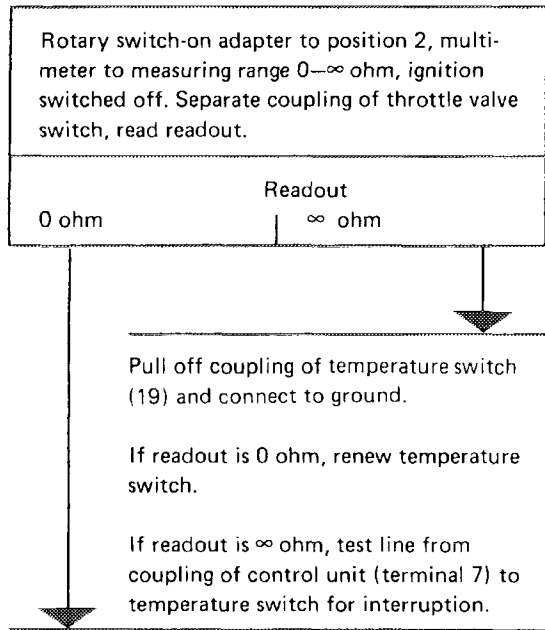 Rotary switch-on adapter to position 2, multi-
meter to measuring range 0–∞ ohm, ignition
switched off. Separate coupling of throttle valve
switch, read readout.
Readout
0 ohm ∞ ohm
Pull off coupling of temperature switch
(19) and connect to ground.
If readout is 0 ohm, renew temperature
switch.
If readout is ∞ ohm, test line from
coupling of control unit (terminal 7) to
temperature switch for interruption.